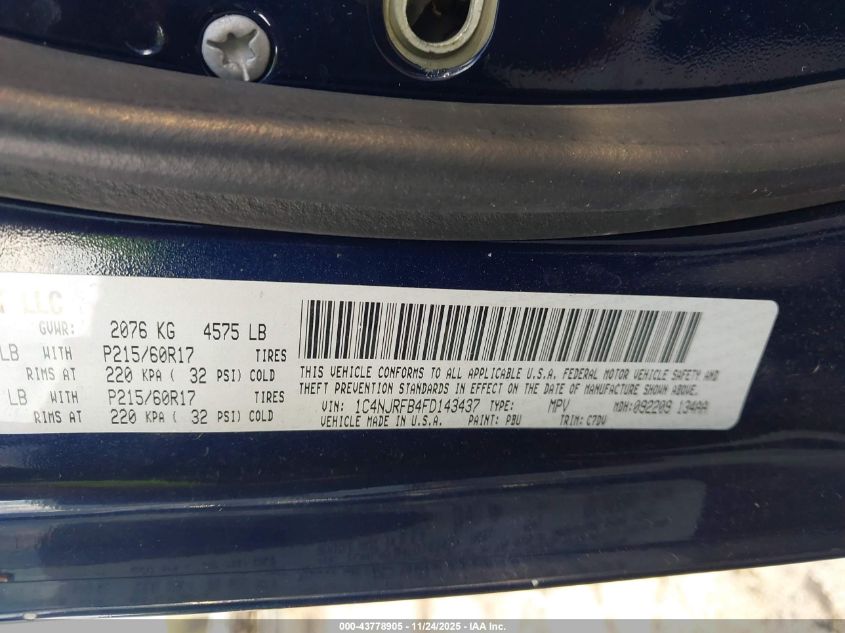 LLC
GVWR: 2076 KG 4575 LB
LB WITH P215/60R17 TIRES
RIMS AT 220 KPA ( 32 PSI) COLD
LB WITH P215/60R17 TIRES
RIMS AT 220 KPA ( 32 PSI) COLD
THIS VEHICLE CONFORMS TO ALL APPLICABLE U.S.A. FEDERAL MOTOR VEHICLE SAFETY AND
THEFT PREVENTION STANDARDS IN EFFECT ON THE DATE OF MANUFACTURE SHOWN ABOVE.
VIN: 1C4NJRFB4FD143437 TYPE: MPV MDH: 092209 134AA
VEHICLE MADE IN U.S.A. PAINT: PBU TRIM: C7DV
000-43778905 - 11/24/2025 - IAA Inc.